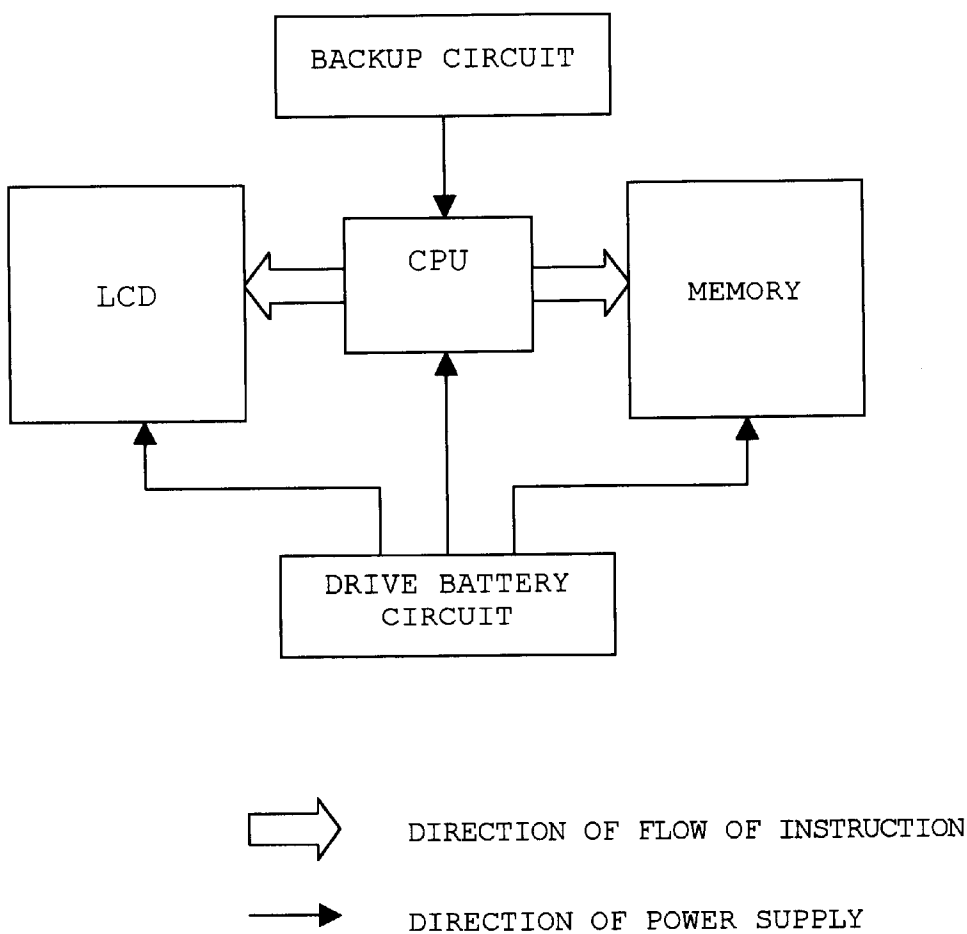 BACKUP CIRCUIT
LCD
CPU
MEMORY
DRIVE BATTERY
CIRCUIT
DIRECTION OF FLOW OF INSTRUCTION
DIRECTION OF POWER SUPPLY